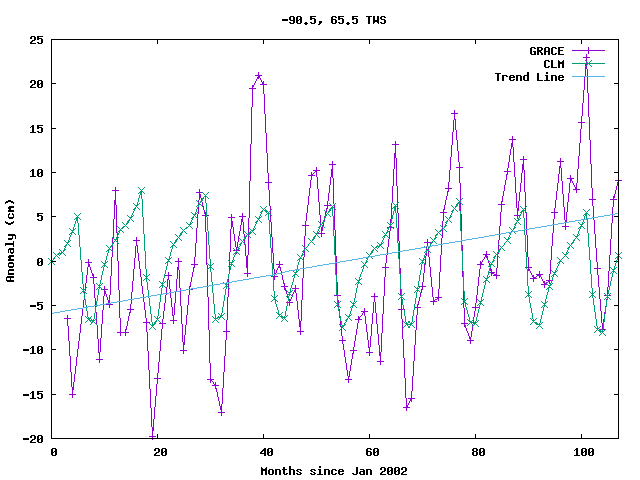 -90.5, 65.5 TWS
GRACE
CLM
Trend Line
25
20
15
10
5
0
-5
-10
-15
-20
Anomaly (cm)
0 20 40 60 80 100
Months since Jan 2002